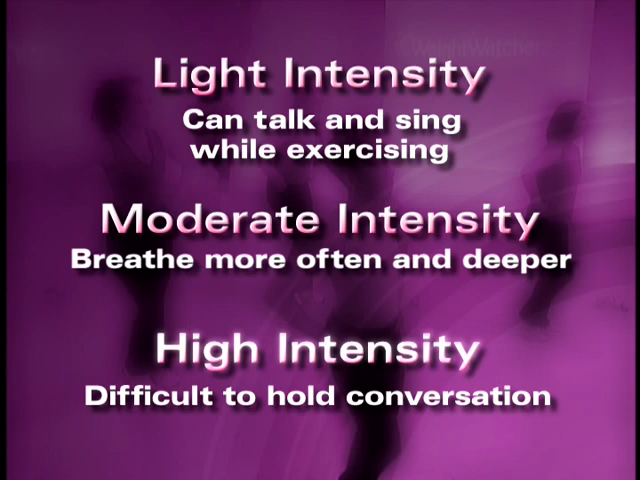 WeightWatchers
Light Intensity
Can talk and sing
while exercising
Moderate Intensity
Breathe more often and deeper
High Intensity
Difficult to hold conversation